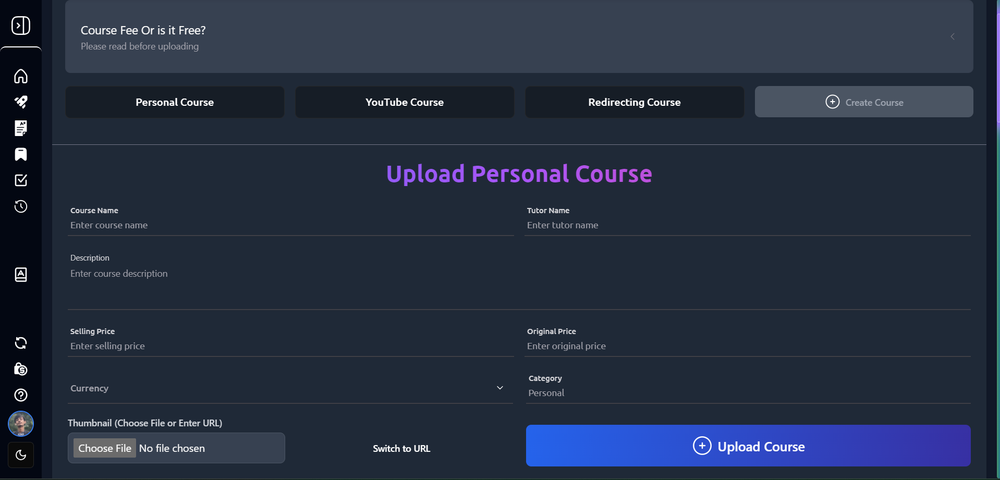 Course Fee Or is it Free?
Please read before uploading
Personal Course
YouTube Course
Redirecting Course
Create Course
Upload Personal Course
Course Name
Enter course name
Tutor Name
Enter tutor name
Description
Enter course description
Selling Price
Enter selling price
Original Price
Enter original price
Currency
Category
Personal
Thumbnail (Choose File or Enter URL)
Choose File No file chosen
Switch to URL
Upload Course